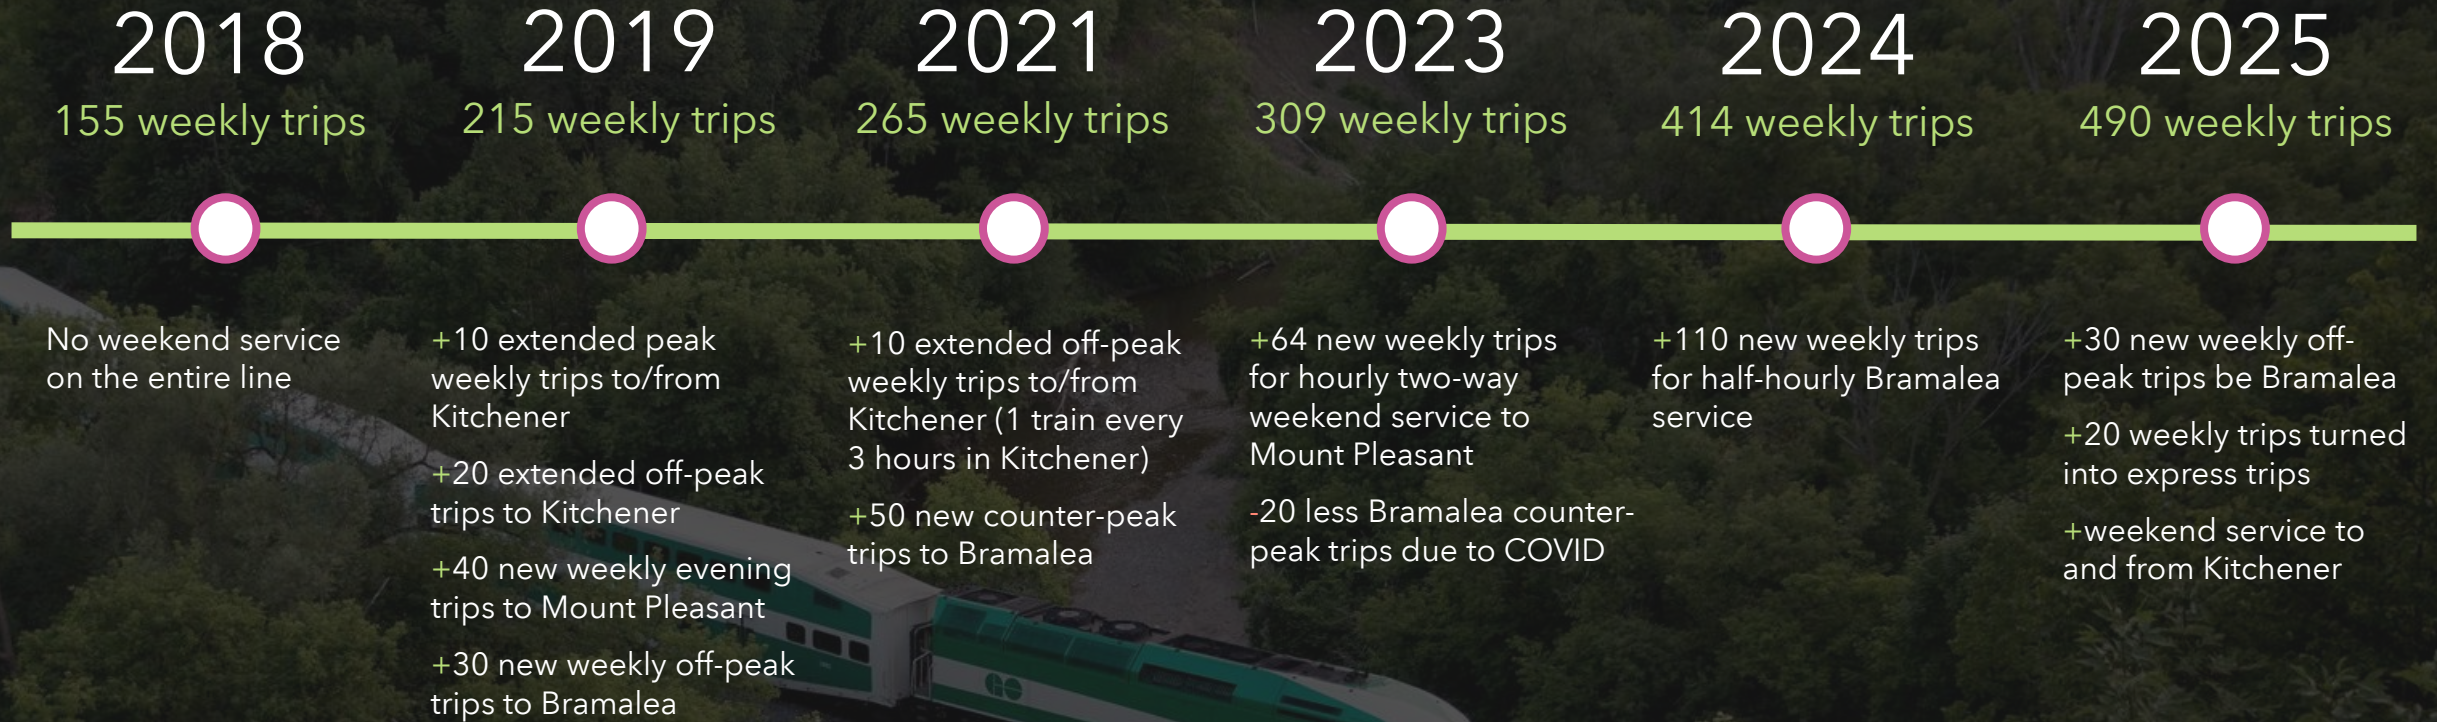 2018
155 weekly trips
No weekend service
on the entire line
2019
215 weekly trips
+10 extended peak
weekly trips to/from
Kitchener
+20 extended off-peak
trips to Kitchener
+40 new weekly evening
trips to Mount Pleasant
+30 new weekly off-peak
trips to Bramalea
2021
265 weekly trips
+10 extended off-peak
weekly trips to/from
Kitchener (1 train every
3 hours in Kitchener)
+50 new counter-peak
trips to Bramalea
2023
309 weekly trips
+64 new weekly trips
for hourly two-way
weekend service to
Mount Pleasant
-20 less Bramalea counter-
peak trips due to COVID
2024
414 weekly trips
+110 new weekly trips
for half-hourly Bramalea
service
2025
490 weekly trips
+30 new weekly off-
peak trips be Bramalea
+20 weekly trips turned
into express trips
+weekend service to
and from Kitchener
GO